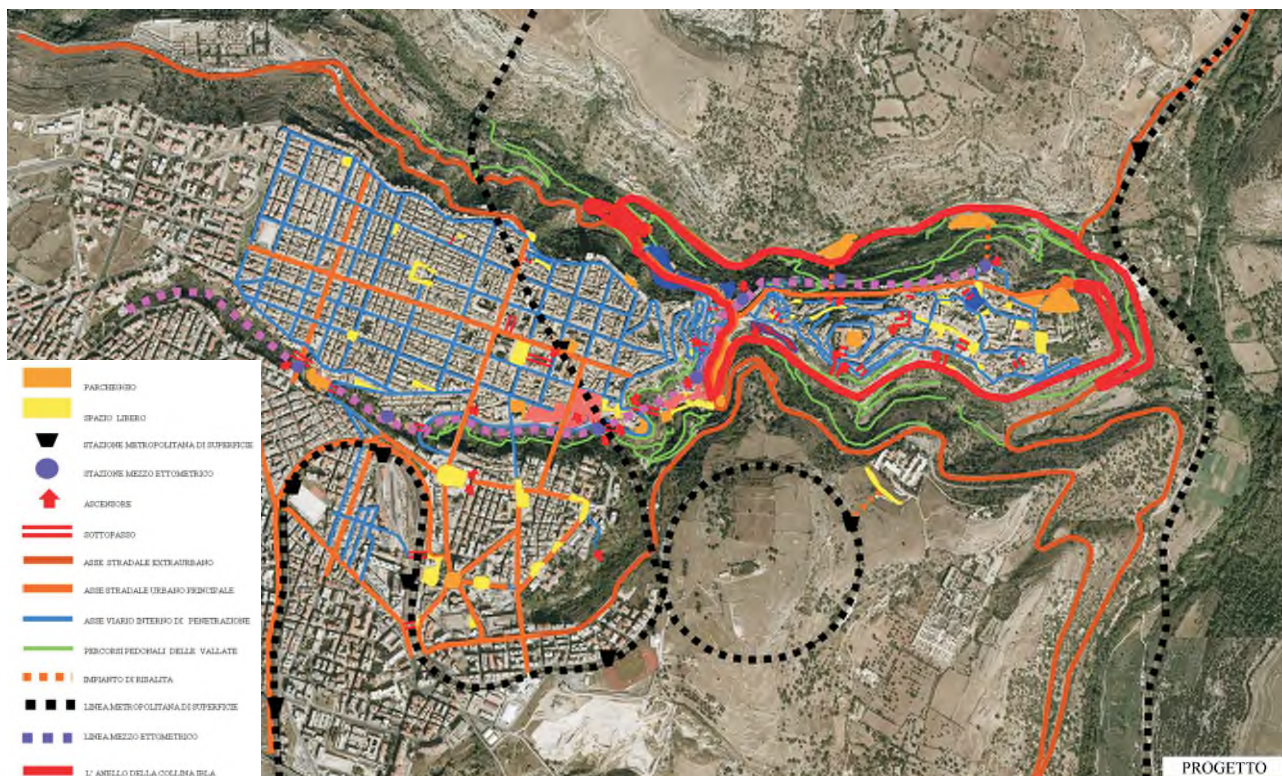 PARCHEGGIO
SPAZIO LIBERO
STAZIONE METROPOLITANA DI SUPERFICIE
STAZIONE MEZZO ETTOMETRICO
ASCENSORE
SOTTOPASSO
ASSE STRADALE EXTRAURBANO
ASSE STRADALE URBANO PRINCIPALE
ASSE VIARIO INTERNO DI PENETRAZIONE
PERCORSI PEDONALI DELLE VALLATE
IMPIANTO DI RISALITA
LINEA METROPOLITANA DI SUPERFICIE
LINEA MEZZO ETTOMETRICO
L' ANELLO DELLA COLLINA IBLA
PROGETTO